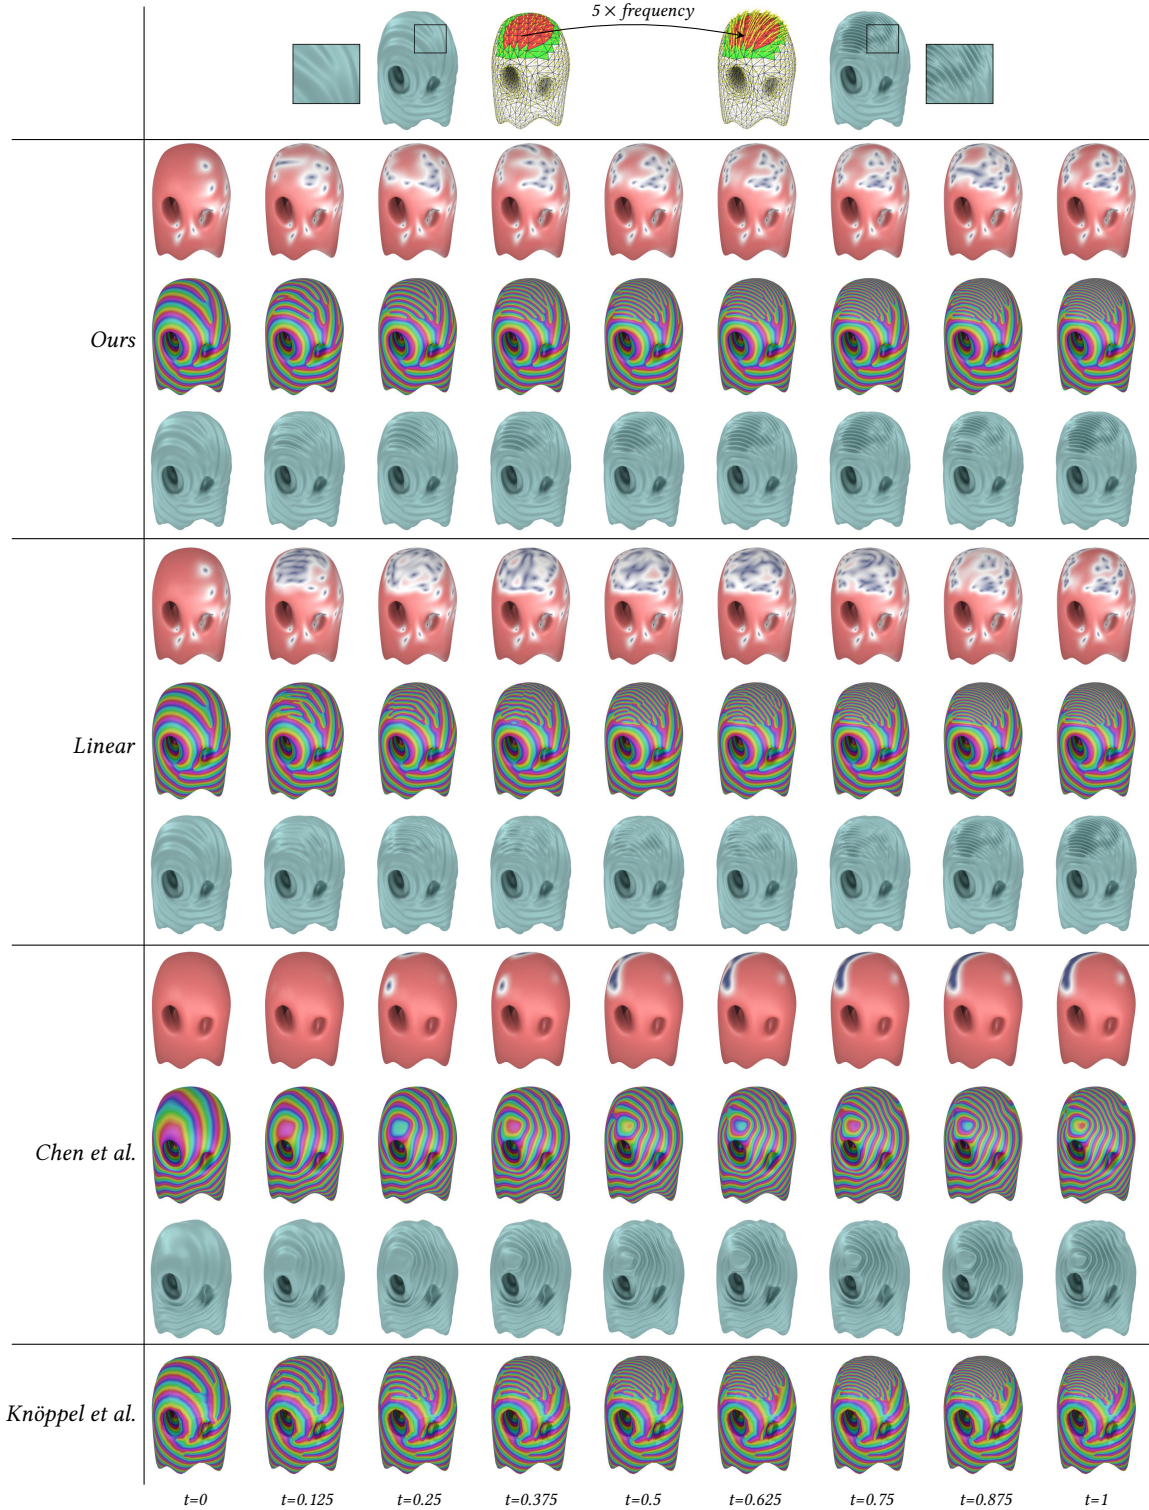 5 × frequency
Ours
Linear
Chen et al.
Knöppel et al.
t=0 t=0.125 t=0.25 t=0.375 t=0.5 t=0.625 t=0.75 t=0.875 t=1